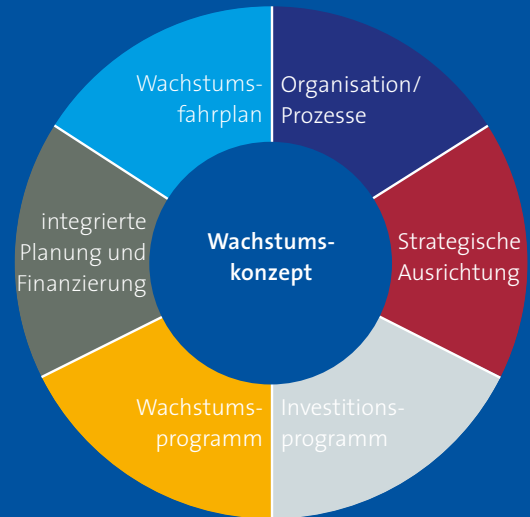 Wachstums-
fahrplan
Organisation/
Prozesse
integrierte
Planung und
Finanzierung
Wachstums-
konzept
Strategische
Ausrichtung
Wachstums-
programm
Investitions-
programm